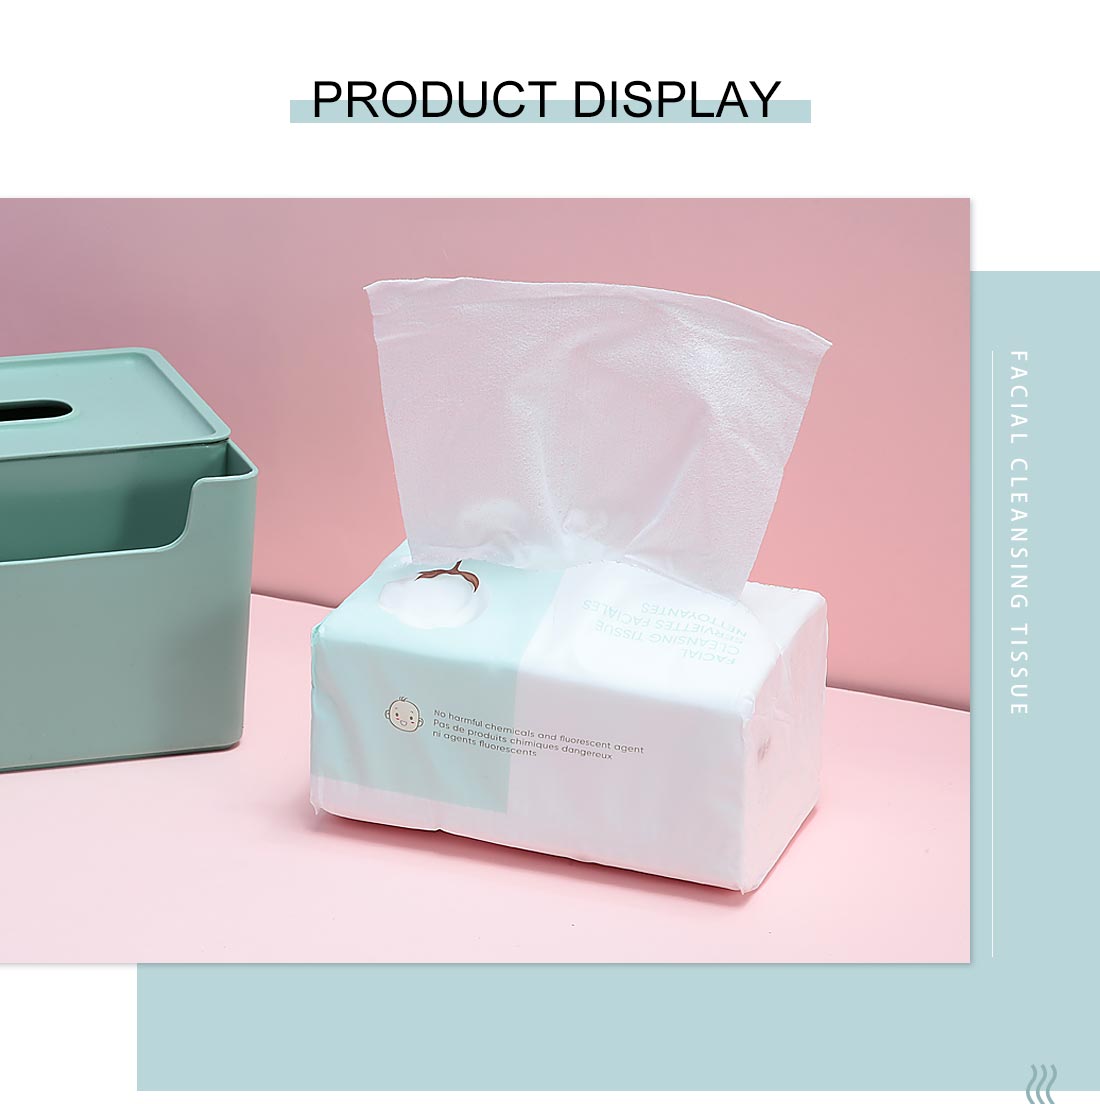 PRODUCT DISPLAY
FACIAL
CLEANSING TISSUE
SERVIETTES FACIALES
NETTOYANTES
No harmful chemicals and fluorescent agent
Pas de produits chimiques dangereux
ni agents fluorescents
FACIAL CLEANSING TISSUE